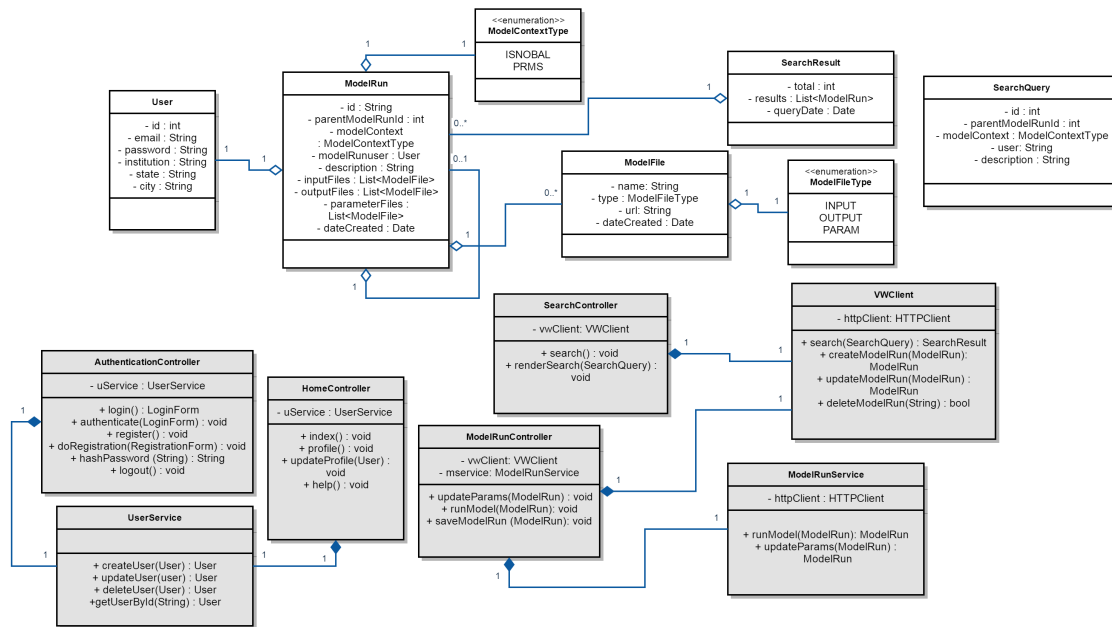 <<enumeration>>
ModelContextType
ISNOBAL
PRMS
1
1
ModelRun
- id : String
- parentModelRunId : int
- modelContext
: ModelContextType
- modelRunuser : User
- description : String
- inputFiles : List<ModelFile>
- outputFiles : List<ModelFile>
- parameterFiles :
List<ModelFile>
- dateCreated : Date
User
- id : int
- email : String
- password : String
- institution : String
- state : String
- city : String
1
1
0..*
1
0..1
1
SearchResult
- total : int
- results : List<ModelRun>
- queryDate : Date
SearchQuery
- id : int
- parentModelRunId : int
- modelContext : ModelContextType
- user: String
- description : String
ModelFile
- name: String
- type : ModelFileType
- url: String
- dateCreated : Date
0..*
1
1
1
<<enumeration>>
ModelFileType
INPUT
OUTPUT
PARAM
SearchController
- vwClient: VWClient
+ search() : void
+ renderSearch(SearchQuery) :
void
1
1
VWClient
- httpClient: HTTPClient
+ search(SearchQuery) : SearchResult
+ createModelRun(ModelRun):
ModelRun
+ updateModelRun(ModelRun) :
ModelRun
+ deleteModelRun(String) : bool
AuthenticationController
- uService : UserService
+ login() : LoginForm
+ authenticate(LoginForm) : void
+ register() : void
+ doRegistration(RegistrationForm) : void
+ hashPassword (String) : String
+ logout() : void
1
1
HomeController
- uService : UserService
+ index() : void
+ profile() : void
+ updateProfile(User) :
void
+ help() : void
1
1
ModelRunController
- vwClient: VWClient
- mservice: ModelRunService
+ updateParams(ModelRun) : void
+ runModel(ModelRun): void
+ saveModelRun (ModelRun): void
1
1
1
1
ModelRunService
- httpClient : HTTPClient
+ runModel(ModelRun): ModelRun
+ updateParams(ModelRun) :
ModelRun
UserService
+ createUser(User) : User
+ updateUser(user) : User
+ deleteUser(User) : User
+getUserById(String) : User